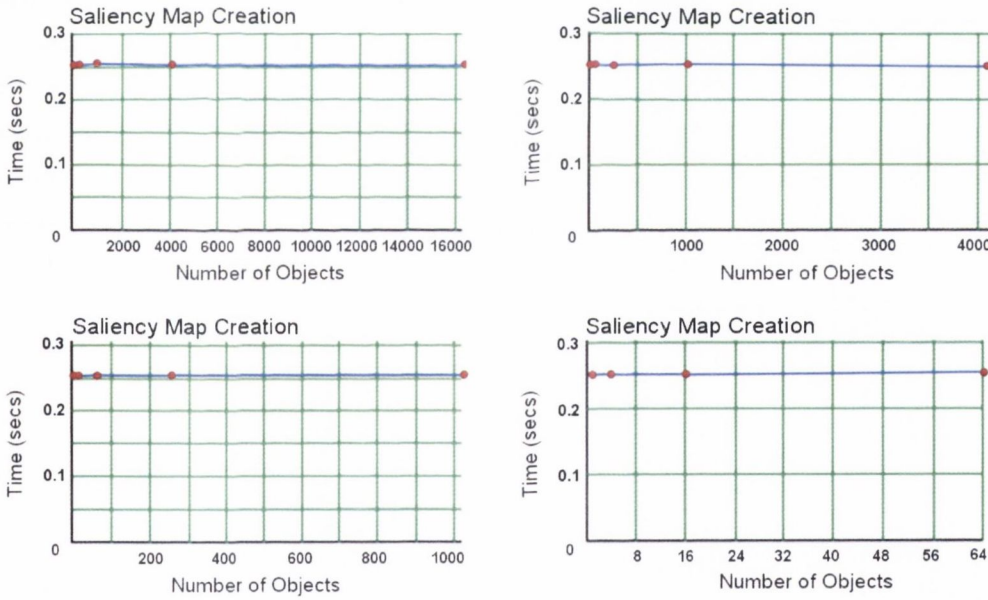 Saliency Map Creation
0.3
0.2
0.1
0
Time (secs)
2000 4000 6000 8000 10000 12000 14000 16000
Number of Objects
Saliency Map Creation
0.3
0.2
0.1
0
Time (secs)
1000 2000 3000 4000
Number of Objects
Saliency Map Creation
0.3
0.2
0.1
0
Time (secs)
200 400 600 800 1000
Number of Objects
Saliency Map Creation
0.3
0.2
0.1
0
Time (secs)
8 16 24 32 40 48 56 64
Number of Objects